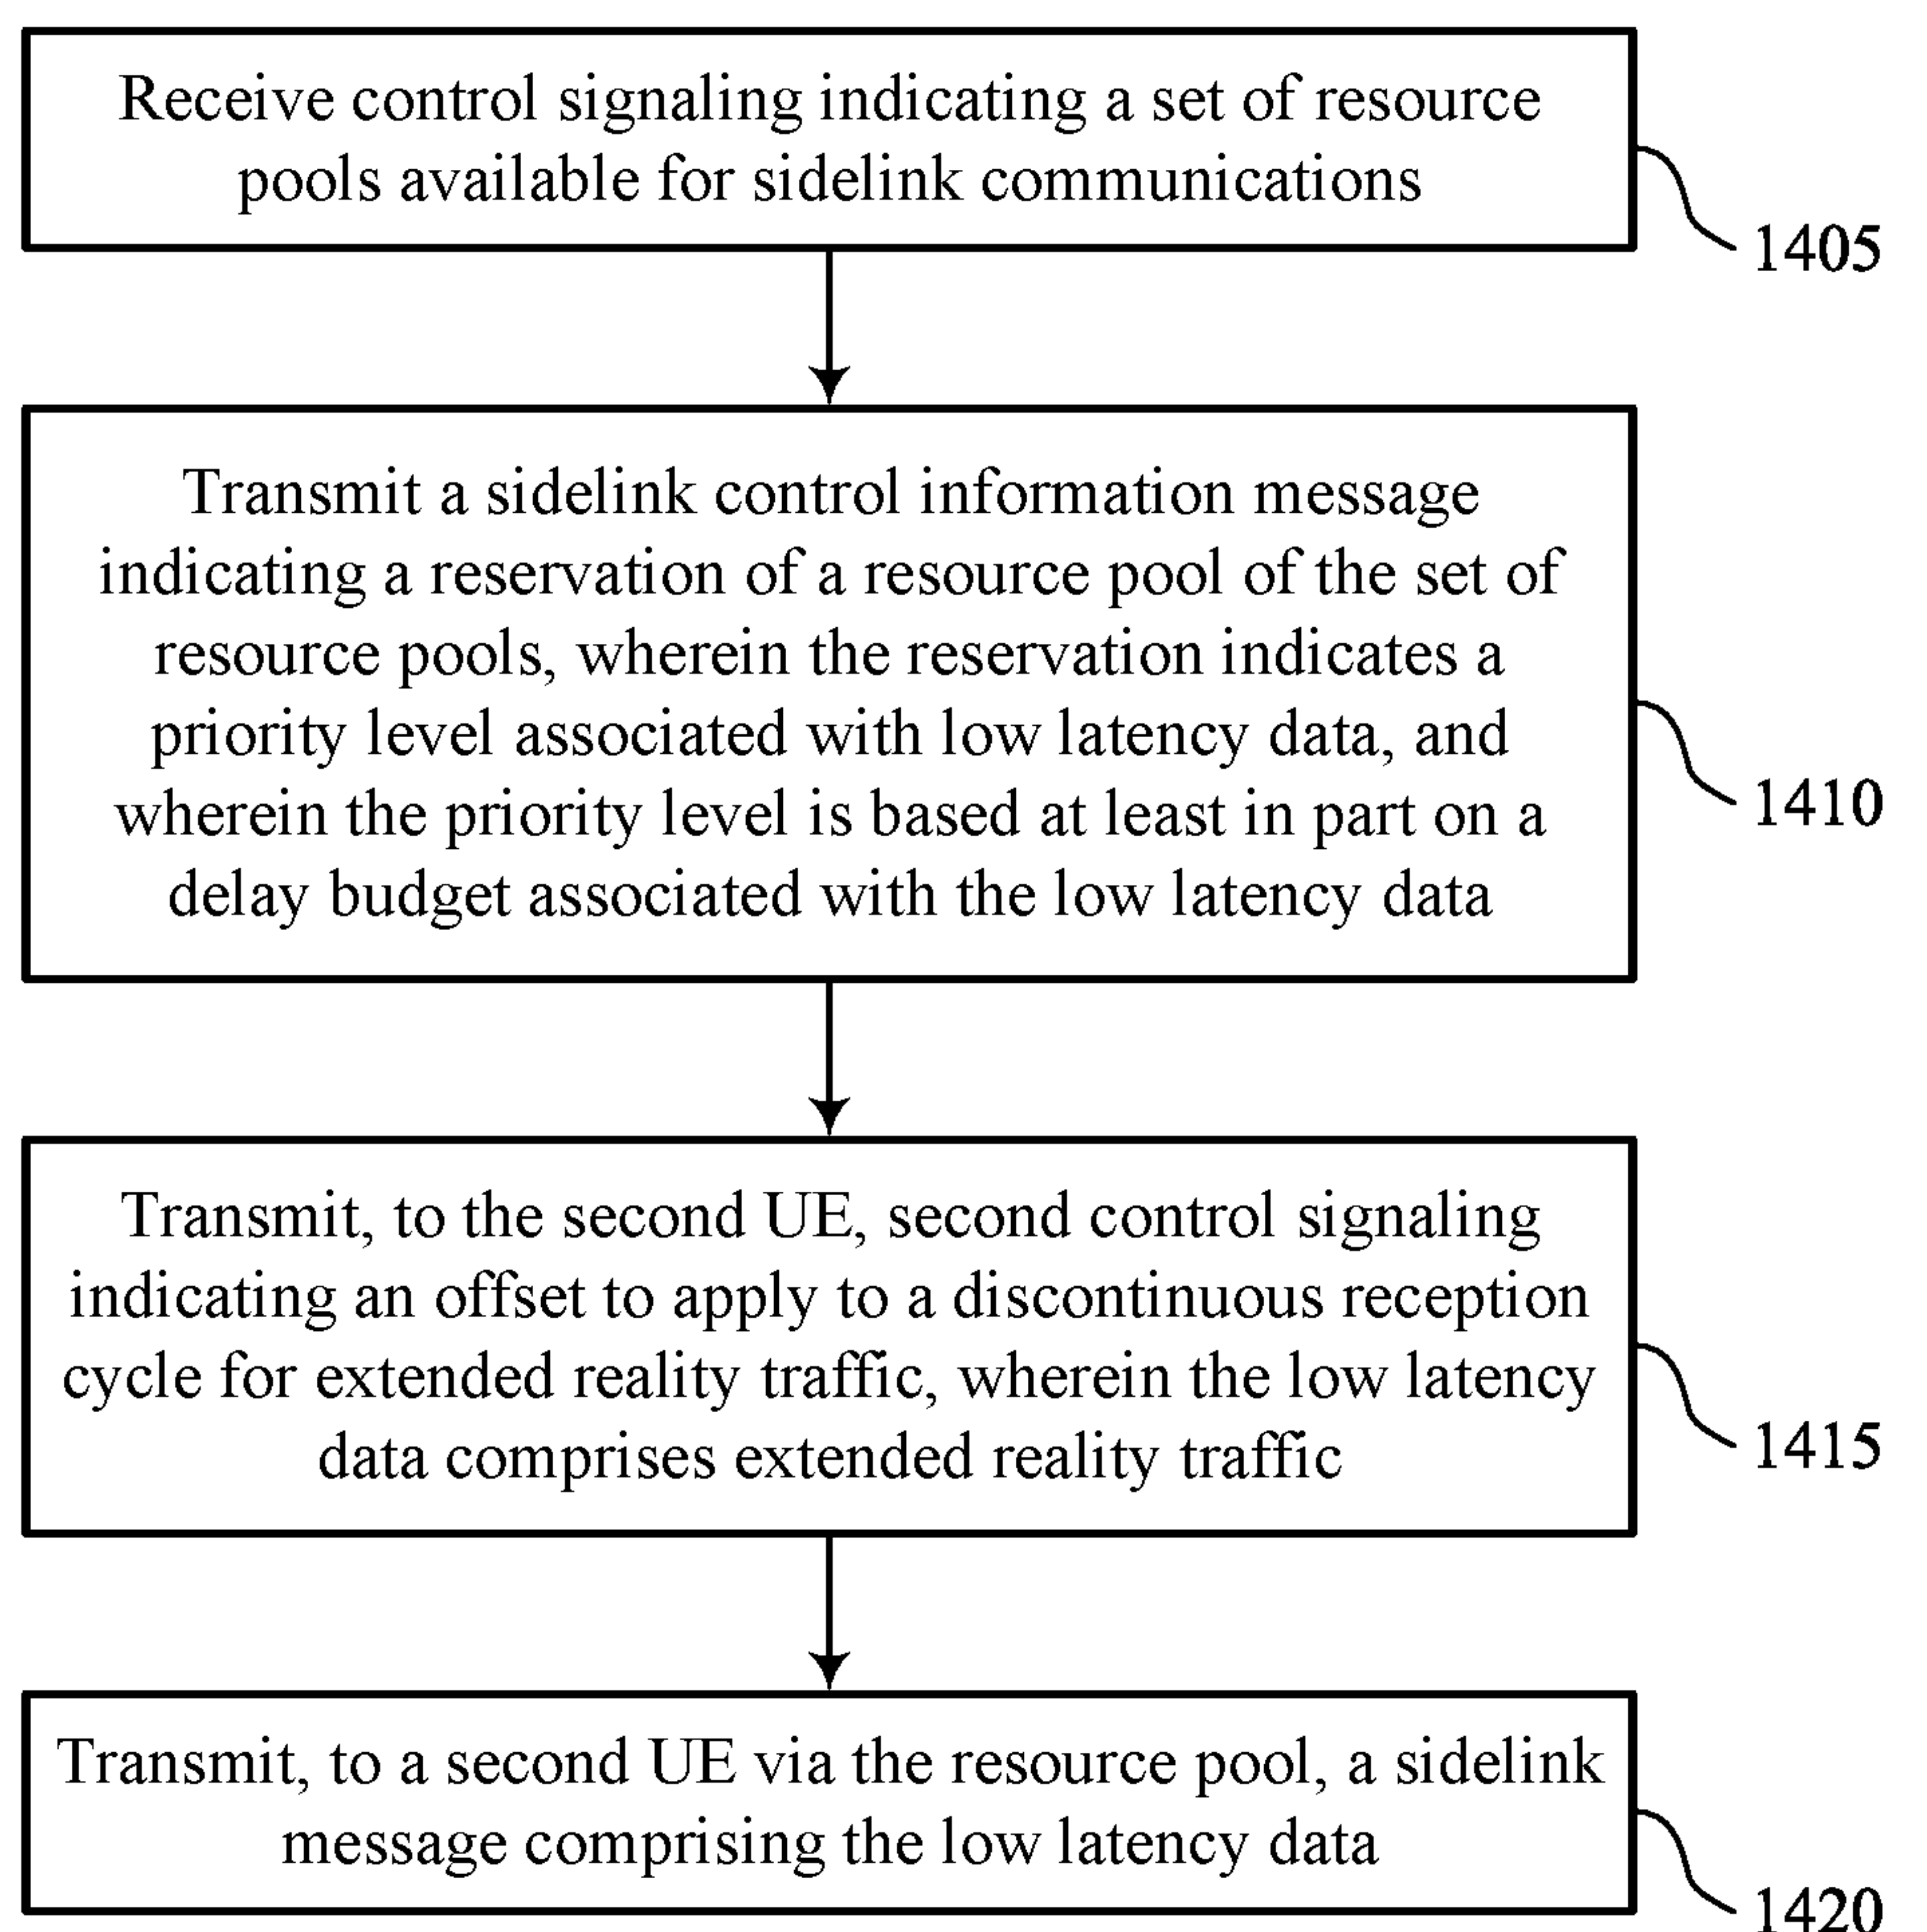 Receive control signaling indicating a set of resource
pools available for sidelink communications
1405
Transmit a sidelink control information message
indicating a reservation of a resource pool of the set of
resource pools, wherein the reservation indicates a
priority level associated with low latency data, and
wherein the priority level is based at least in part on a
delay budget associated with the low latency data
1410
Transmit, to the second UE, second control signaling
indicating an offset to apply to a discontinuous reception
cycle for extended reality traffic, wherein the low latency
data comprises extended reality traffic
1415
Transmit, to a second UE via the resource pool, a sidelink
message comprising the low latency data
1420